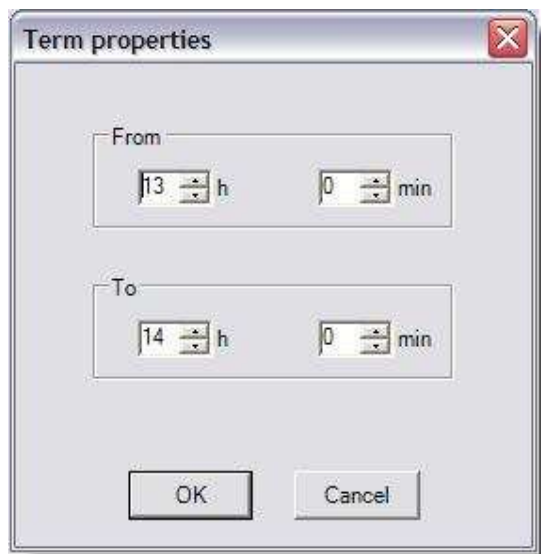 Term properties
From
13 h 0 min
To
14 h 0 min
OK Cancel